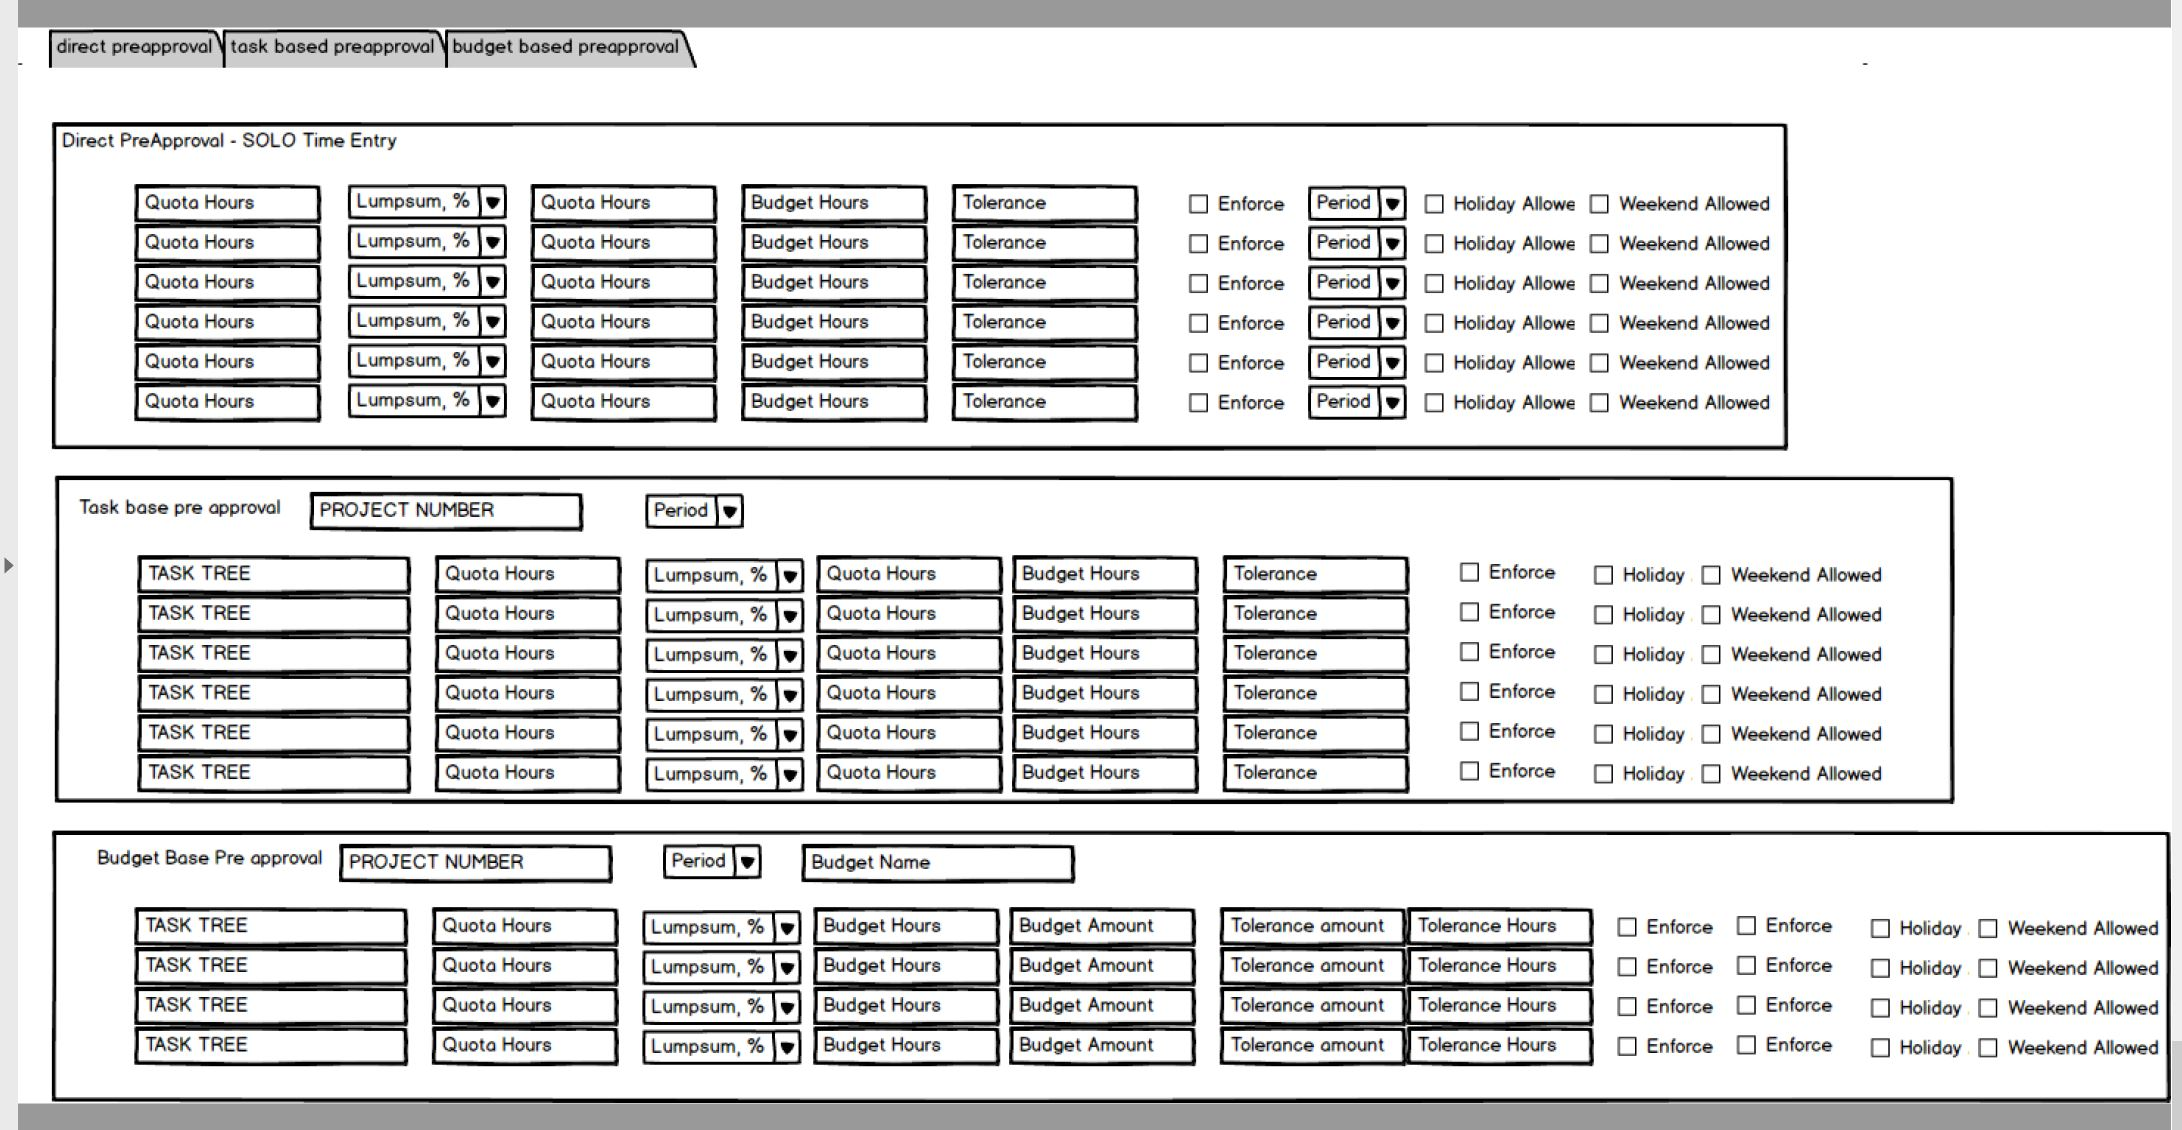 direct preapproval task based preapproval budget based preapproval
Direct PreApproval - SOLO Time Entry
Quota Hours Lumpsum, % Quota Hours Budget Hours Tolerance Enforce Period Holiday Allowe Weekend Allowed
Quota Hours Lumpsum, % Quota Hours Budget Hours Tolerance Enforce Period Holiday Allowe Weekend Allowed
Quota Hours Lumpsum, % Quota Hours Budget Hours Tolerance Enforce Period Holiday Allowe Weekend Allowed
Quota Hours Lumpsum, % Quota Hours Budget Hours Tolerance Enforce Period Holiday Allowe Weekend Allowed
Quota Hours Lumpsum, % Quota Hours Budget Hours Tolerance Enforce Period Holiday Allowe Weekend Allowed
Quota Hours Lumpsum, % Quota Hours Budget Hours Tolerance Enforce Period Holiday Allowe Weekend Allowed
Task base pre approval PROJECT NUMBER Period
TASK TREE Quota Hours Lumpsum, % Quota Hours Budget Hours Tolerance Enforce Holiday Weekend Allowed
TASK TREE Quota Hours Lumpsum, % Quota Hours Budget Hours Tolerance Enforce Holiday Weekend Allowed
TASK TREE Quota Hours Lumpsum, % Quota Hours Budget Hours Tolerance Enforce Holiday Weekend Allowed
TASK TREE Quota Hours Lumpsum, % Quota Hours Budget Hours Tolerance Enforce Holiday Weekend Allowed
TASK TREE Quota Hours Lumpsum, % Quota Hours Budget Hours Tolerance Enforce Holiday Weekend Allowed
TASK TREE Quota Hours Lumpsum, % Quota Hours Budget Hours Tolerance Enforce Holiday Weekend Allowed
Budget Base Pre approval PROJECT NUMBER Period Budget Name
TASK TREE Quota Hours Lumpsum, % Budget Hours Budget Amount Tolerance amount Tolerance Hours Enforce Enforce Holiday Weekend Allowed
TASK TREE Quota Hours Lumpsum, % Budget Hours Budget Amount Tolerance amount Tolerance Hours Enforce Enforce Holiday Weekend Allowed
TASK TREE Quota Hours Lumpsum, % Budget Hours Budget Amount Tolerance amount Tolerance Hours Enforce Enforce Holiday Weekend Allowed
TASK TREE Quota Hours Lumpsum, % Budget Hours Budget Amount Tolerance amount Tolerance Hours Enforce Enforce Holiday Weekend Allowed